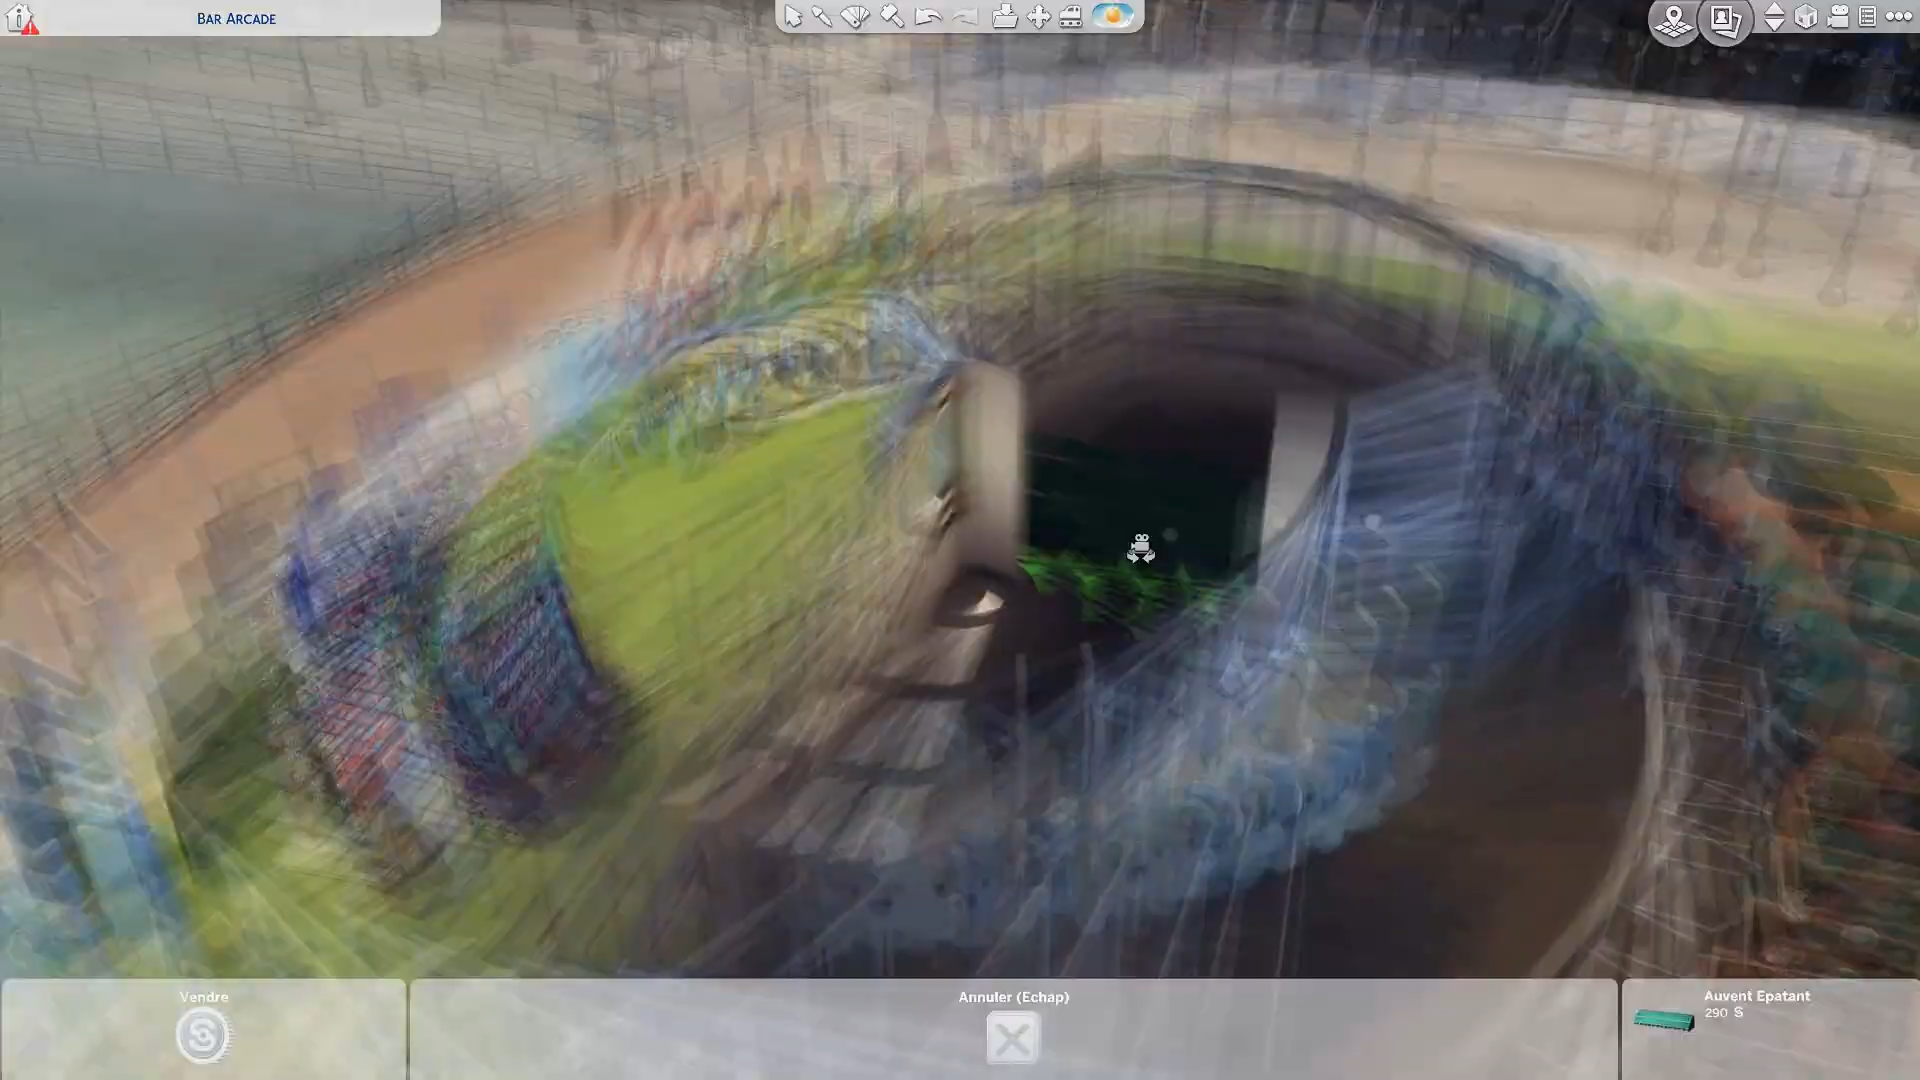 BAR ARCADE
Vendre
Annuler (Echap)
Auvent Epatant
290 §